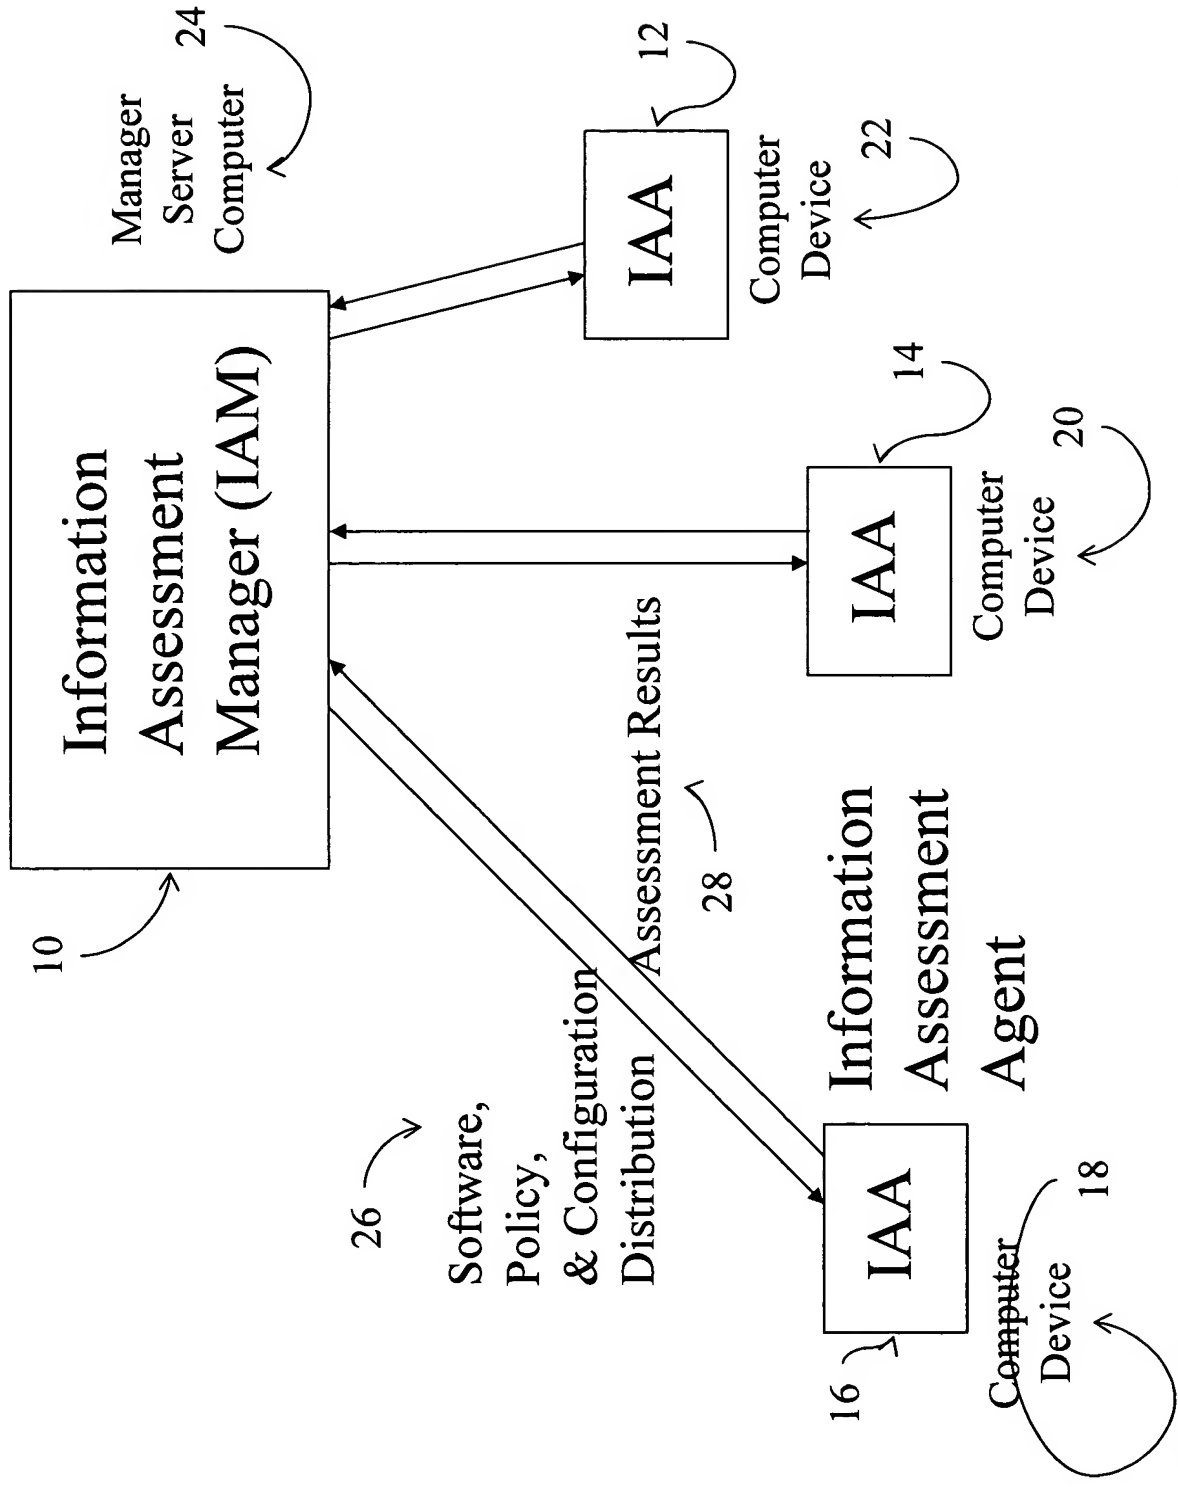 10
Information
Assessment
Manager (IAM)
Manager
Server
Computer
24
26
Software,
Policy,
& Configuration
Distribution
Assessment Results
28
IAA
12
Computer
Device
22
IAA
14
Computer
Device
20
16
IAA
Information
Assessment
Agent
Computer
Device
18